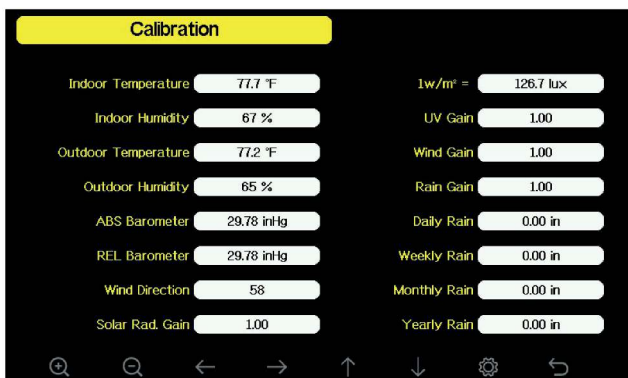 Calibration
Indoor Temperature 77.7 °F
Indoor Humidity 67 %
Outdoor Temperature 77.2 °F
Outdoor Humidity 65 %
ABS Barometer 29.78 inHg
REL Barometer 29.78 inHg
Wind Direction 58
Solar Rad. Gain 1.00
1w/m² = 126.7 lux
UV Gain 1.00
Wind Gain 1.00
Rain Gain 1.00
Daily Rain 0.00 in
Weekly Rain 0.00 in
Monthly Rain 0.00 in
Yearly Rain 0.00 in